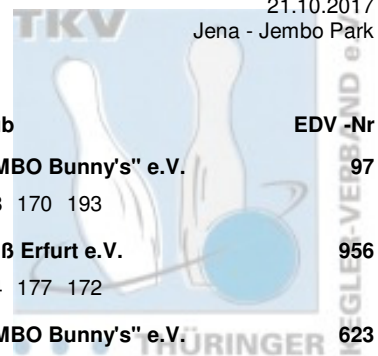 21.10.2017
TKV
Jena - Jembo Park
b EDV -Nr
MBO Bunny's" e.V. 97
170 193
ß Erfurt e.V. 956
177 172
MBO Bunny's" e.V. 623
THÜRINGER
KEGLER-VERBAND e.V.